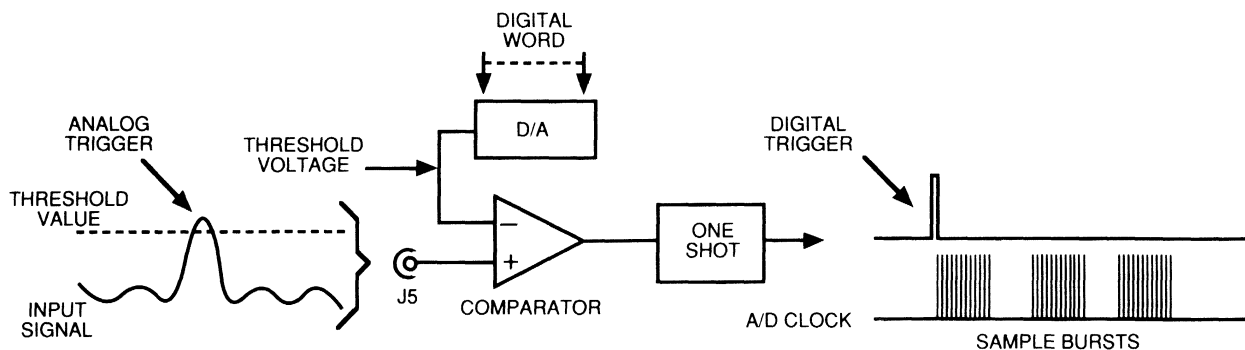 DIGITAL
WORD
D/A
ANALOG
TRIGGER
THRESHOLD
VOLTAGE
THRESHOLD
VALUE
INPUT
SIGNAL
J5
−
+
COMPARATOR
ONE
SHOT
DIGITAL
TRIGGER
A/D CLOCK
SAMPLE BURSTS